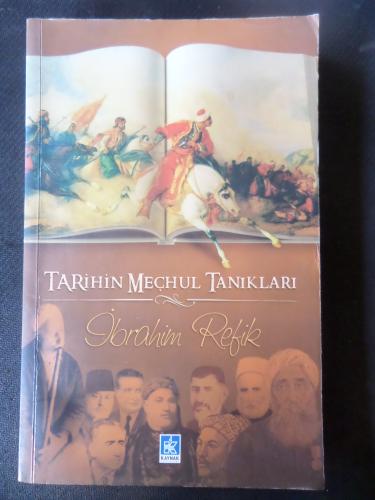 TARİHİN MEÇHUL TANIKLARI
İbrahim Refik
KAYNAK